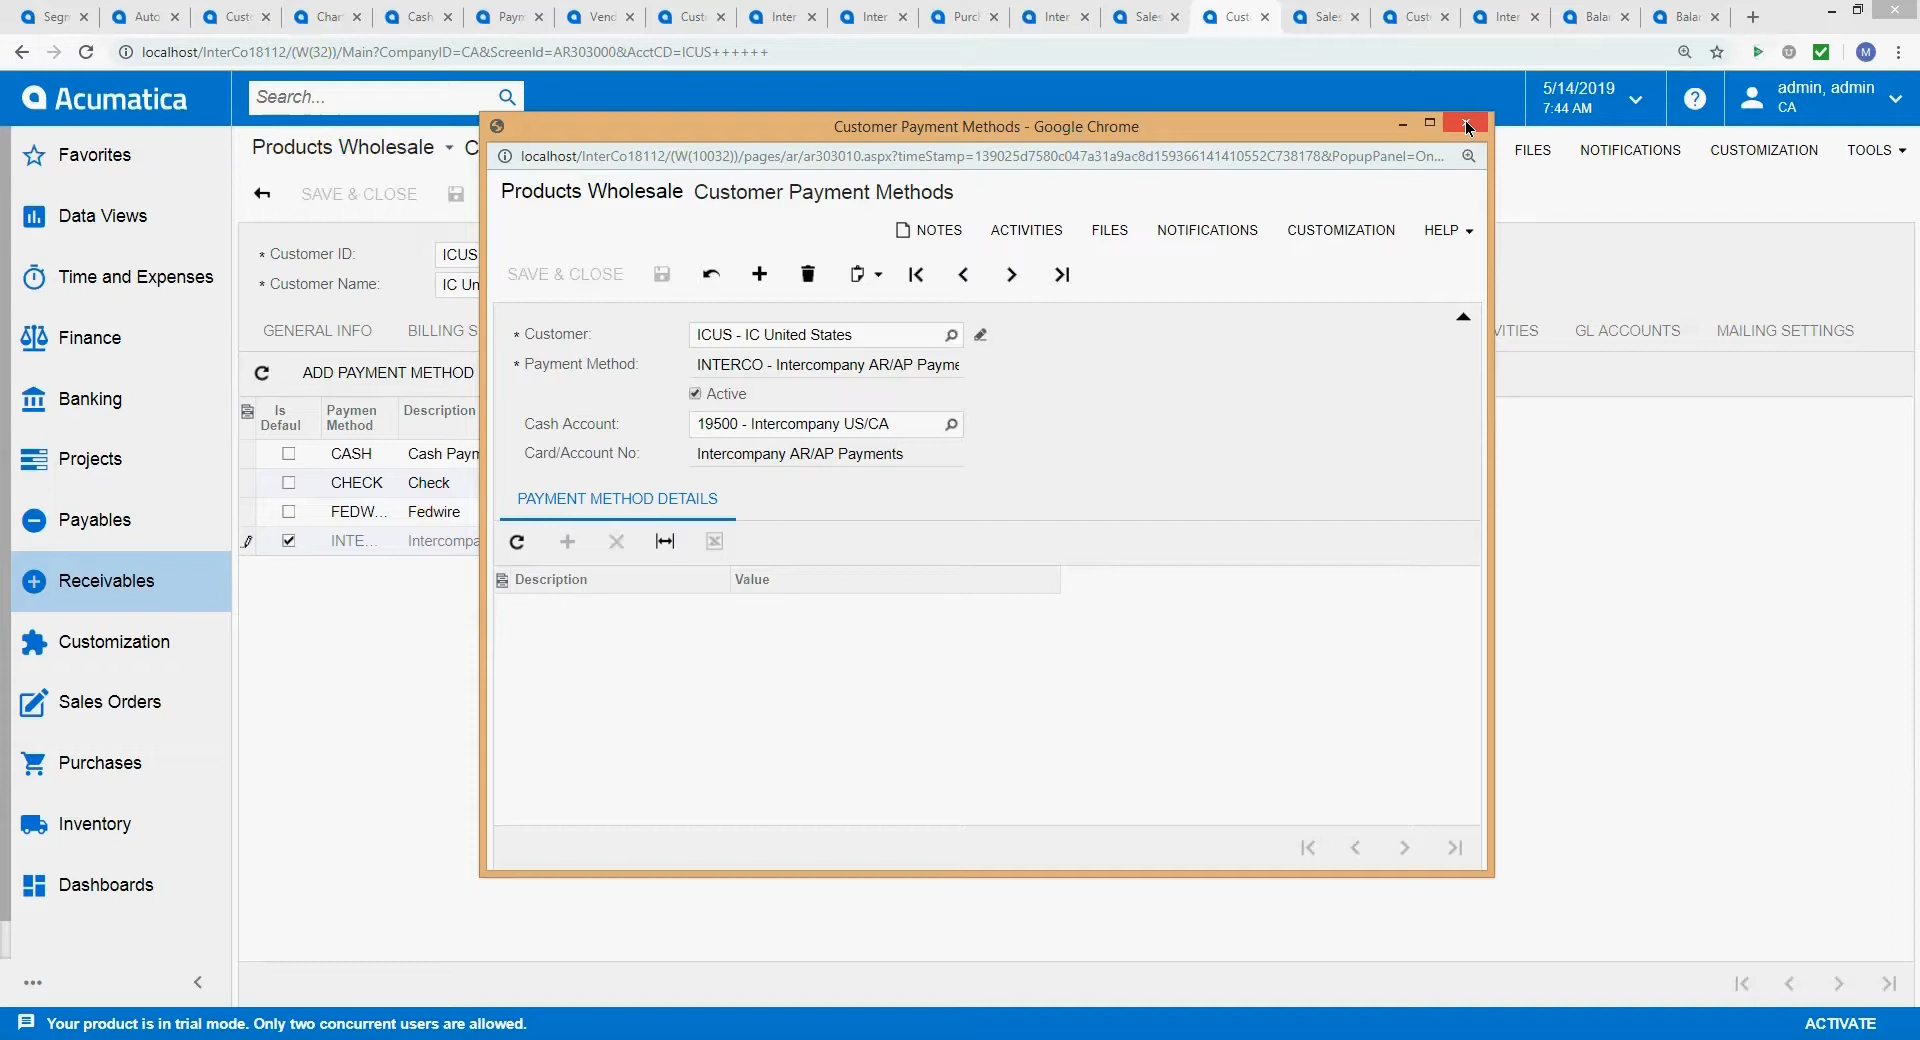 Segn
Auto
Cust
Char
Cash
Paym
Vend
Cust
Inter
Inter
Purcl
Inter
Sales
Cust
Sales
Cust
Inter
Balan
Balan
localhost/InterCo18112/(W(32))/Main?CompanyID=CA&ScreenId=AR303000&AcctCD=ICUS++++++
M
Acumatica
Search...
5/14/2019
7:44 AM
admin, admin
CA
Customer Payment Methods - Google Chrome
localhost/InterCo18112/(W(10032))/pages/ar/ar303010.aspx?timeStamp=139025d7580c047a31a9ac8d159366141410552C738178&PopupPanel=On...
Products Wholesale C
FILES NOTIFICATIONS CUSTOMIZATION TOOLS
SAVE & CLOSE
Products Wholesale Customer Payment Methods
NOTES ACTIVITIES FILES NOTIFICATIONS CUSTOMIZATION HELP
SAVE & CLOSE
* Customer ID: ICUS
* Customer Name: IC Un
GENERAL INFO BILLING S
VITIES GL ACCOUNTS MAILING SETTINGS
ADD PAYMENT METHOD
Is Defaul
Paymen Method
Description
CASH Cash Paym
CHECK Check
FEDW... Fedwire
INTE... Intercompa
* Customer: ICUS - IC United States
* Payment Method: INTERCO - Intercompany AR/AP Payme
Active
Cash Account: 19500 - Intercompany US/CA
Card/Account No: Intercompany AR/AP Payments
PAYMENT METHOD DETAILS
Description Value
Favorites
Data Views
Time and Expenses
Finance
Banking
Projects
Payables
Receivables
Customization
Sales Orders
Purchases
Inventory
Dashboards
Your product is in trial mode. Only two concurrent users are allowed.
ACTIVATE